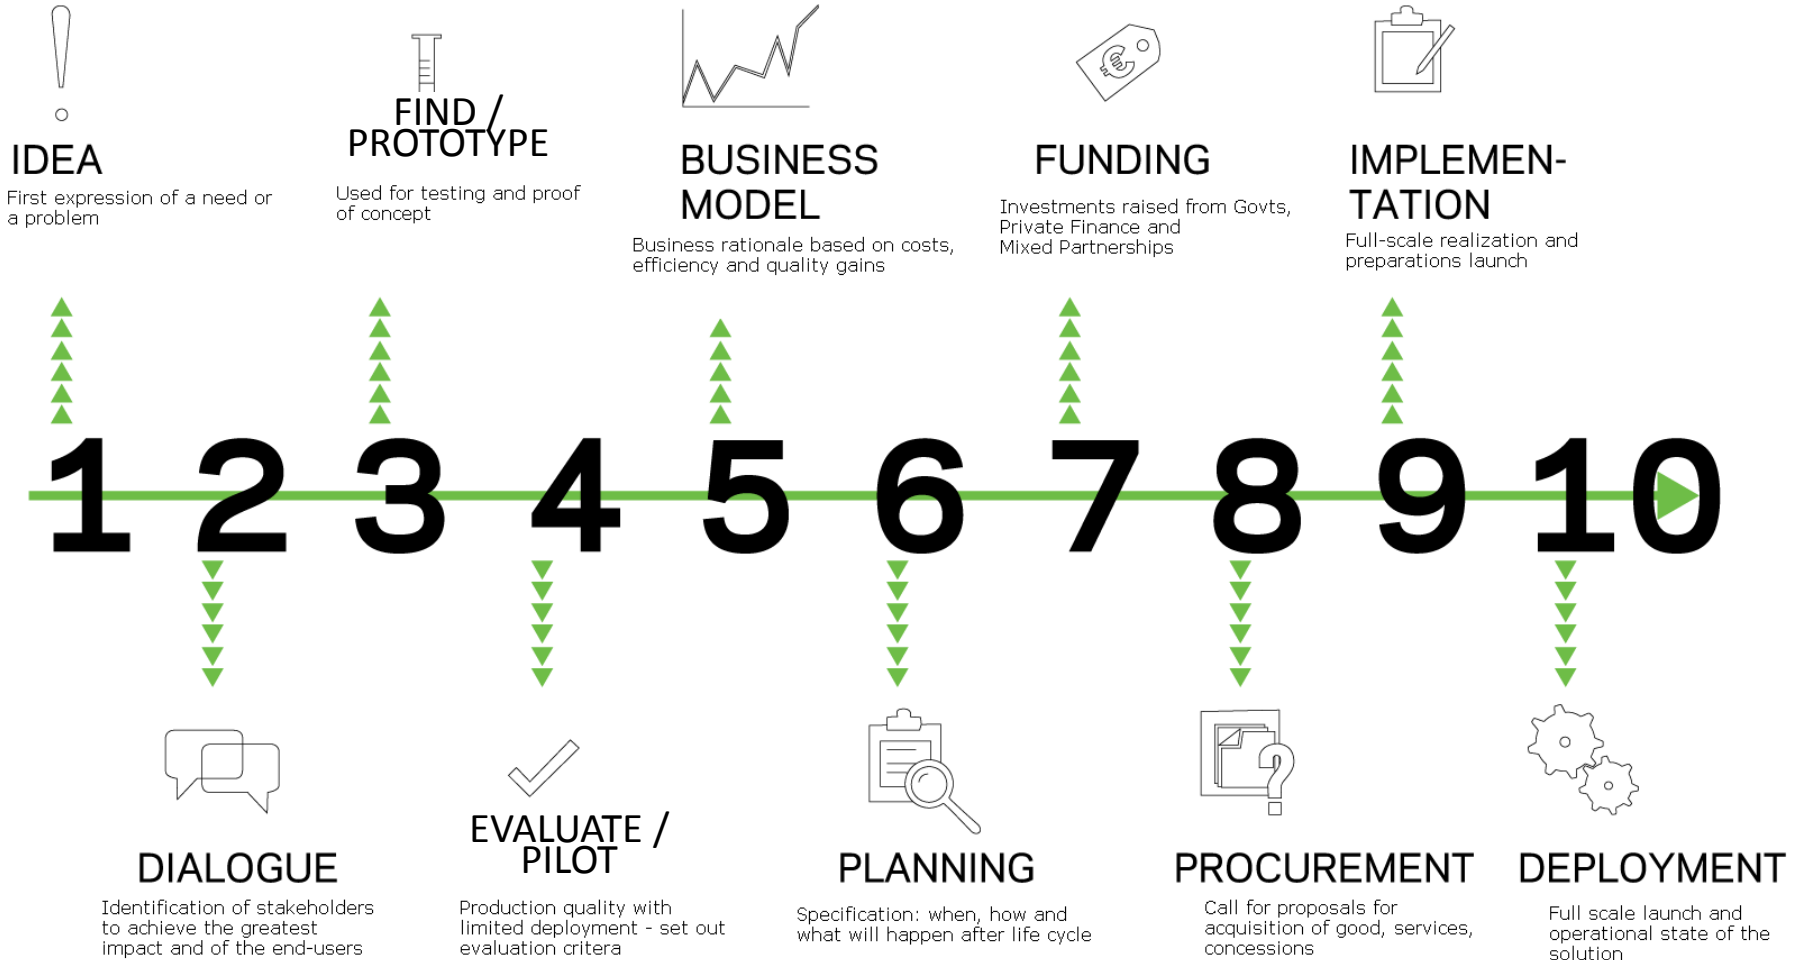 IDEA
First expression of a need or
a problem
FIND /
PROTOTYPE
Used for testing and proof
of concept
BUSINESS
MODEL
Business rationale based on costs,
efficiency and quality gains
FUNDING
Investments raised from Govts,
Private Finance and
Mixed Partnerships
IMPLEMEN-
TATION
Full-scale realization and
preparations launch
1 2 3 4 5 6 7 8 9 10
DIALOGUE
Identification of stakeholders
to achieve the greatest
impact and of the end-users
EVALUATE /
PILOT
Production quality with
limited deployment - set out
evaluation critera
PLANNING
Specification: when, how and
what will happen after life cycle
PROCUREMENT
Call for proposals for
acquisition of good, services,
concessions
DEPLOYMENT
Full scale launch and
operational state of the
solution